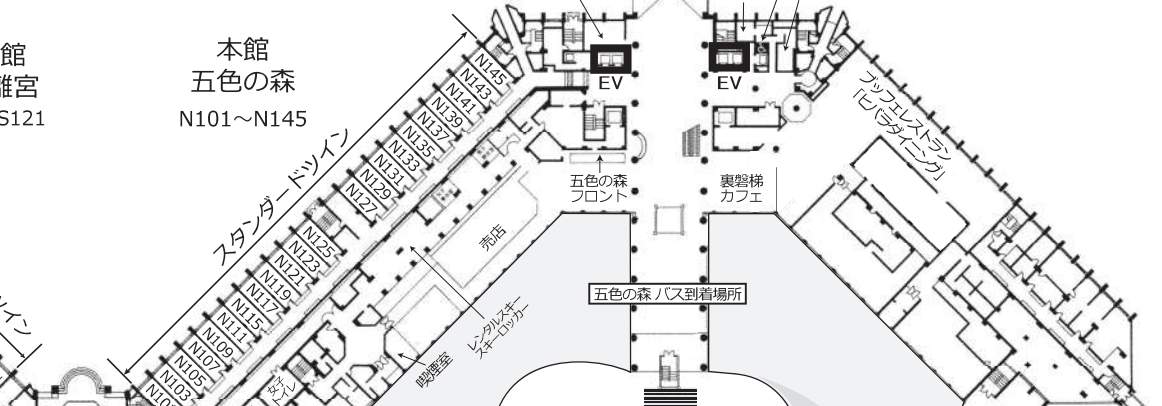 館
離宮
S121
本館
五色の森
N101～N145
スタンダードツイン
N145
N143
N141
N139
N137
N135
N133
N131
N129
N127
N125
N123
N121
N119
N117
N115
N111
N109
N107
N105
N103
EV
EV
五色の森
フロント
裏磐梯
カフェ
ブッフェレストラン
「ヒバラダイニング」
売店
五色の森 バス到着場所
レンタルスキー
スキーロッカー
喫煙室
女子
トイレ
イン